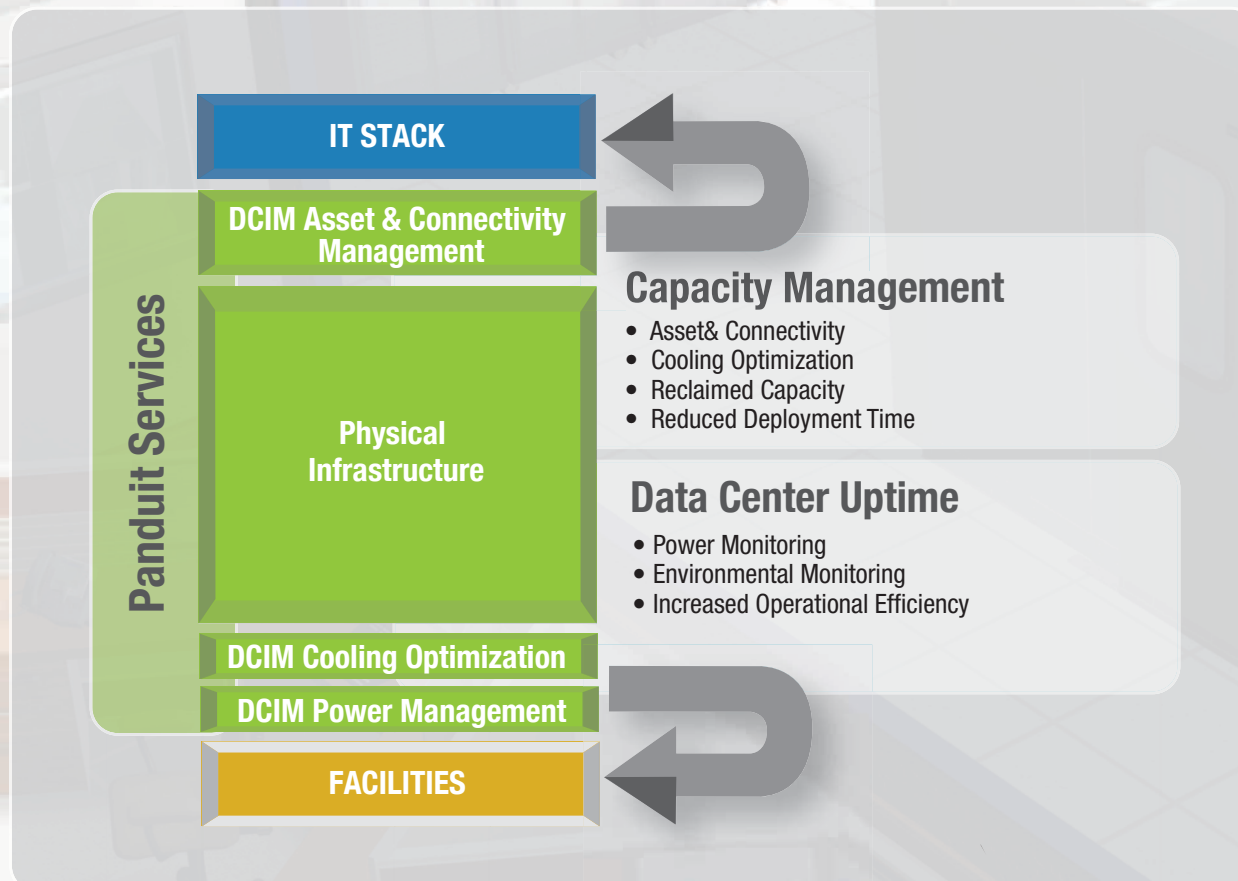 IT STACK
DCIM Asset & Connectivity
Management
Panduit Services
Physical
Infrastructure
DCIM Cooling Optimization
DCIM Power Management
FACILITIES
Capacity Management
• Asset& Connectivity
• Cooling Optimization
• Reclaimed Capacity
• Reduced Deployment Time
Data Center Uptime
• Power Monitoring
• Environmental Monitoring
• Increased Operational Efficiency